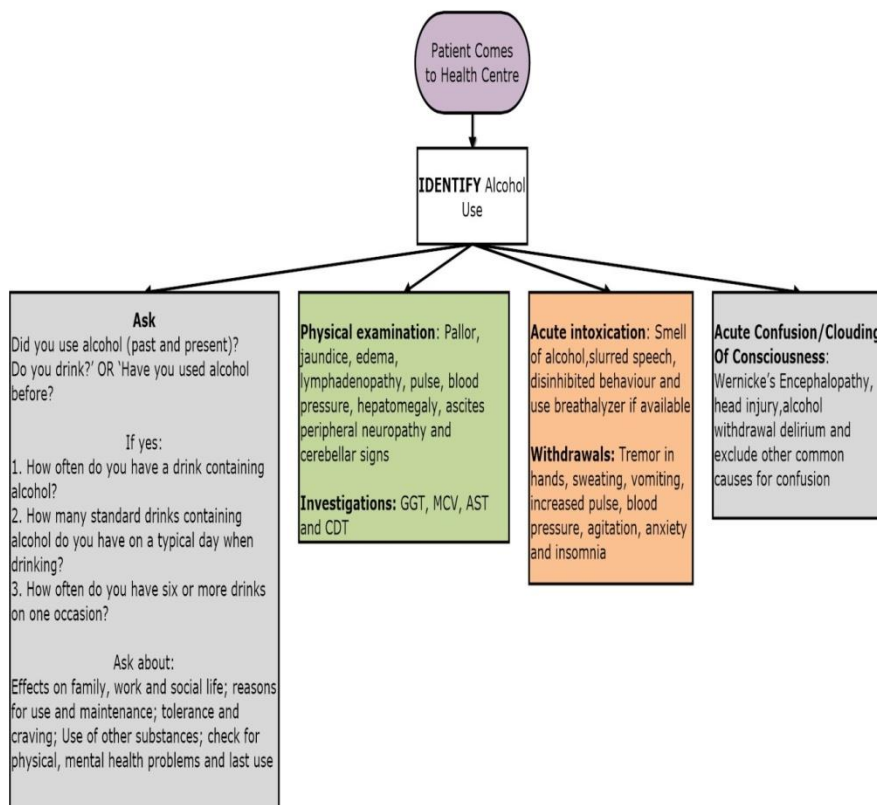 Patient Comes
to Health Centre
IDENTIFY Alcohol
Use
Ask
Did you use alcohol (past and present)?
Do you drink?' OR ‘Have you used alcohol
before?
If yes:
1. How often do you have a drink containing
alcohol?
2. How many standard drinks containing
alcohol do you have on a typical day when
drinking?
3. How often do you have six or more drinks
on one occasion?
Ask about:
Effects on family, work and social life; reasons
for use and maintenance; tolerance and
craving; Use of other substances; check for
physical, mental health problems and last use
Physical examination: Pallor,
jaundice, edema,
lymphadenopathy, pulse, blood
pressure, hepatomegaly, ascites
peripheral neuropathy and
cerebellar signs
Investigations: GGT, MCV, AST
and CDT
Acute intoxication: Smell
of alcohol,slurred speech,
disinhibited behaviour and
use breathalyzer if available
Withdrawals: Tremor in
hands, sweating, vomiting,
increased pulse, blood
pressure, agitation, anxiety
and insomnia
Acute Confusion/Clouding
Of Consciousness:
Wernicke’s Encephalopathy,
head injury,alcohol
withdrawal delirium and
exclude other common
causes for confusion